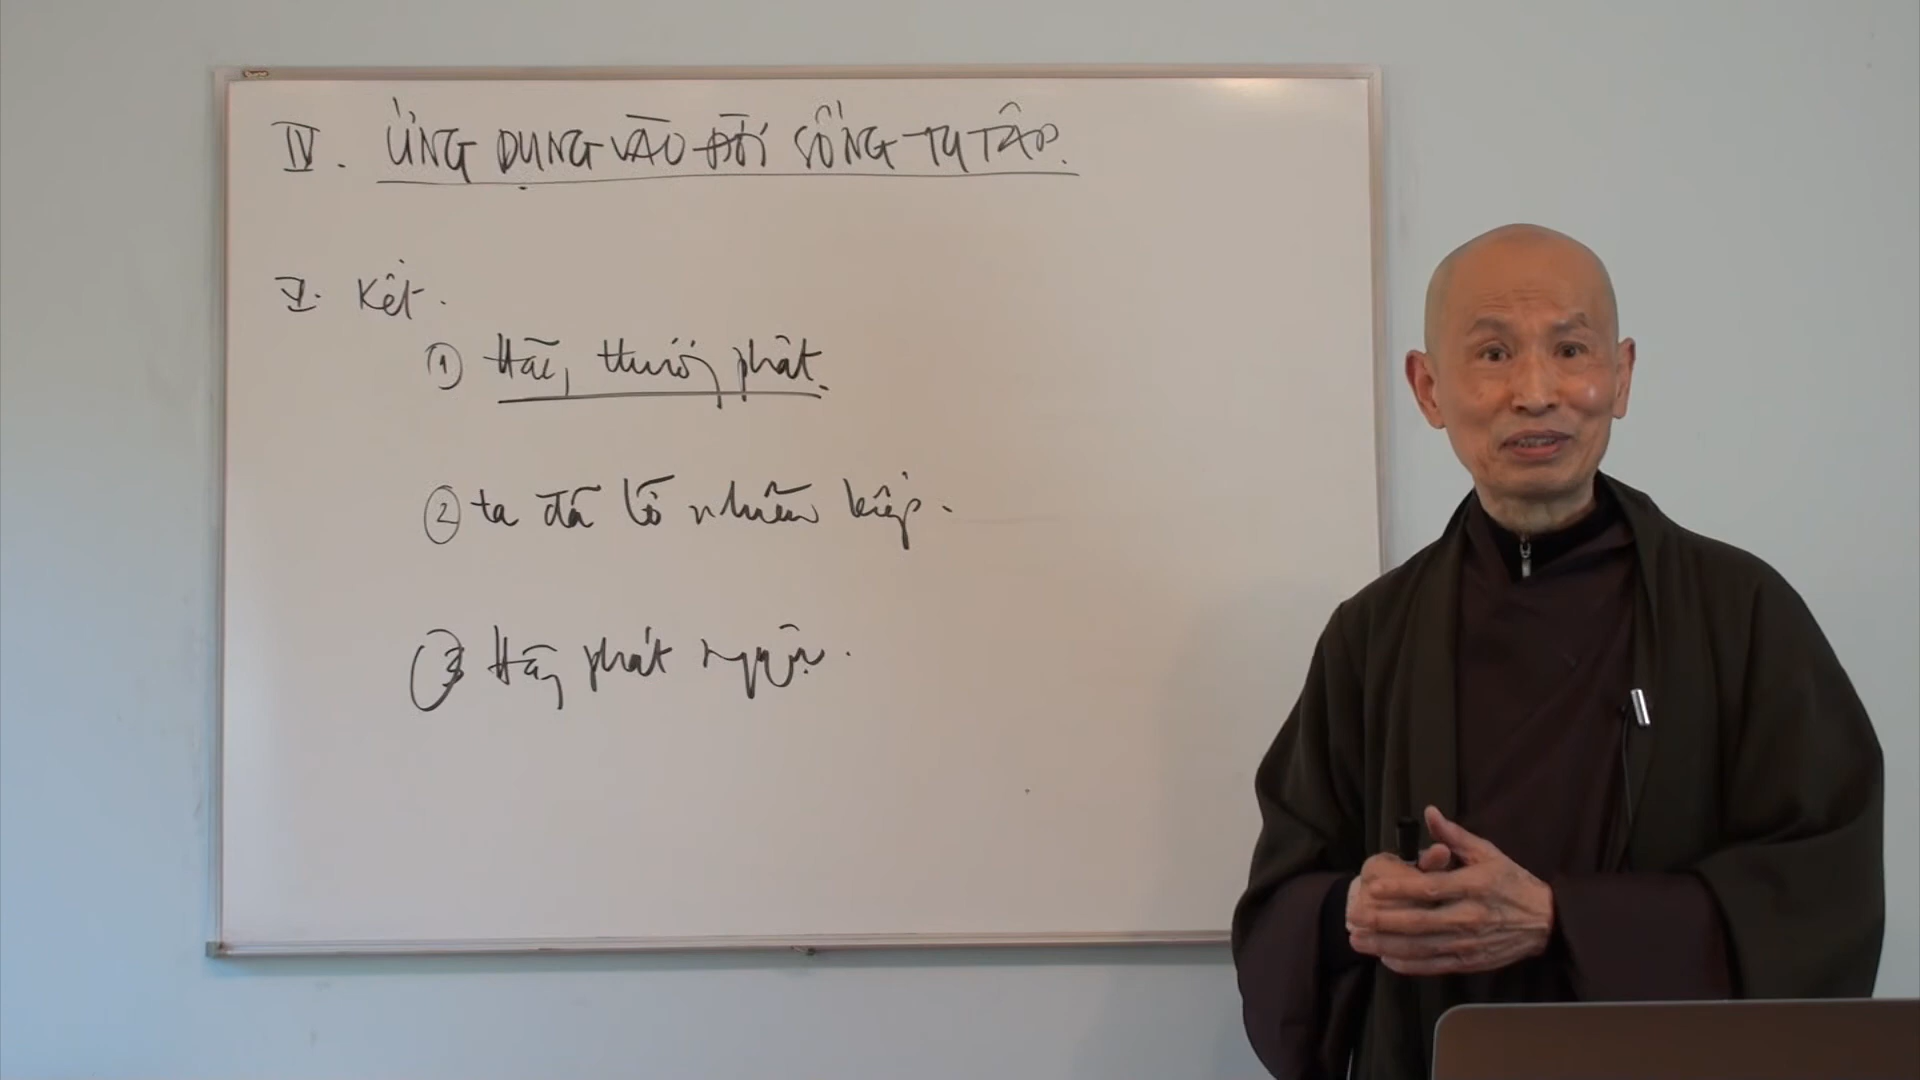 IV. ỨNG DỤNG VÀO ĐỜI SỐNG TU TẬP.
V. Kết.
① Hãy thương phật.
② ta đã bỏ nhiều kiếp.
③ Hãy phát nguyện.